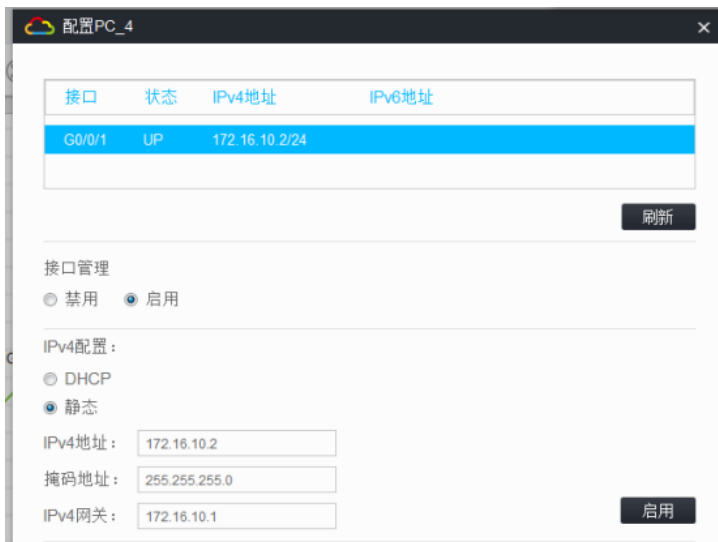 配置PC_4
接口 状态 IPv4地址 IPv6地址
G0/0/1 UP 172.16.10.2/24
刷新
接口管理
禁用 启用
IPv4配置：
DHCP
静态
IPv4地址： 172.16.10.2
掩码地址： 255.255.255.0
IPv4网关： 172.16.10.1
启用